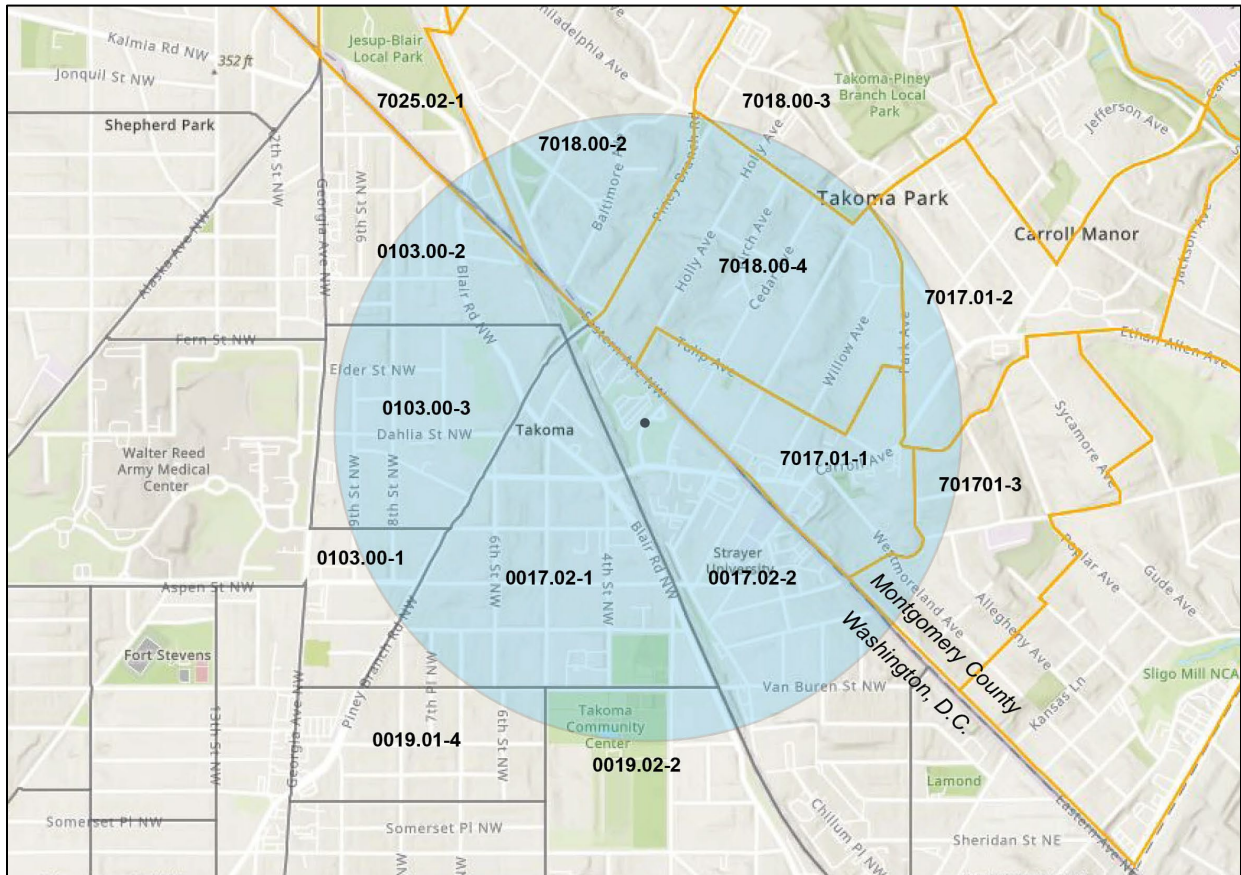 Kalmia Rd NW
352 ft
Jonquil St NW
Jesup-Blair
Local Park
Philadelphia Ave
Takoma-Piney
Branch Local
Park
Jefferson Ave
7025.02-1
7018.00-3
Shepherd Park
7018.00-2
Holly Ave
Piney Branch Rd
Georgia Ave NW
9th St NW
Alaska Ave NW
Takoma Park
Carroll Manor
Jackson Ave
0103.00-2
Holly Ave
Cedar Ave
7018.00-4
7017.01-2
Blair Rd NW
Fern St NW
Eastern Ave NW
Tulip Ave
Willow Ave
Park Ave
Ethan Allen Ave
Elder St NW
0103.00-3
Dahlia St NW
Takoma
Sycamore Ave
Walter Reed
Army Medical
Center
9th St NW
8th St NW
7017.01-1
Carroll Ave
701701-3
0103.00-1
Aspen St NW
6th St NW
0017.02-1
4th St NW
Blair Rd NW
Strayer
University
0017.02-2
Westmoreland Ave
Poplar Ave
Gude Ave
Allegheny Ave
Montgomery County
Washington, D.C.
Fort Stevens
Piney Branch Rd NW
7th Pl NW
Van Buren St NW
Kansas Ln
Sligo Mill NCA
Georgia Ave NW
13th St NW
0019.01-4
6th St NW
Takoma
Community
Center
0019.02-2
Lamond
Somerset Pl NW
Somerset Pl NW
Chillum Pl NW
Sheridan St NE